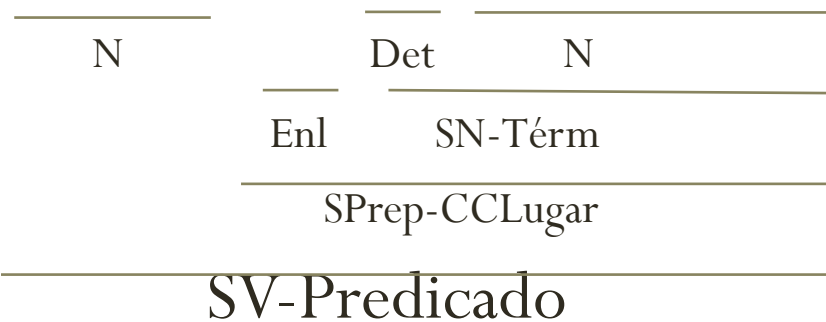 N Det N
Enl SN-Térm
SPrep-CCLugar
SV-Predicado